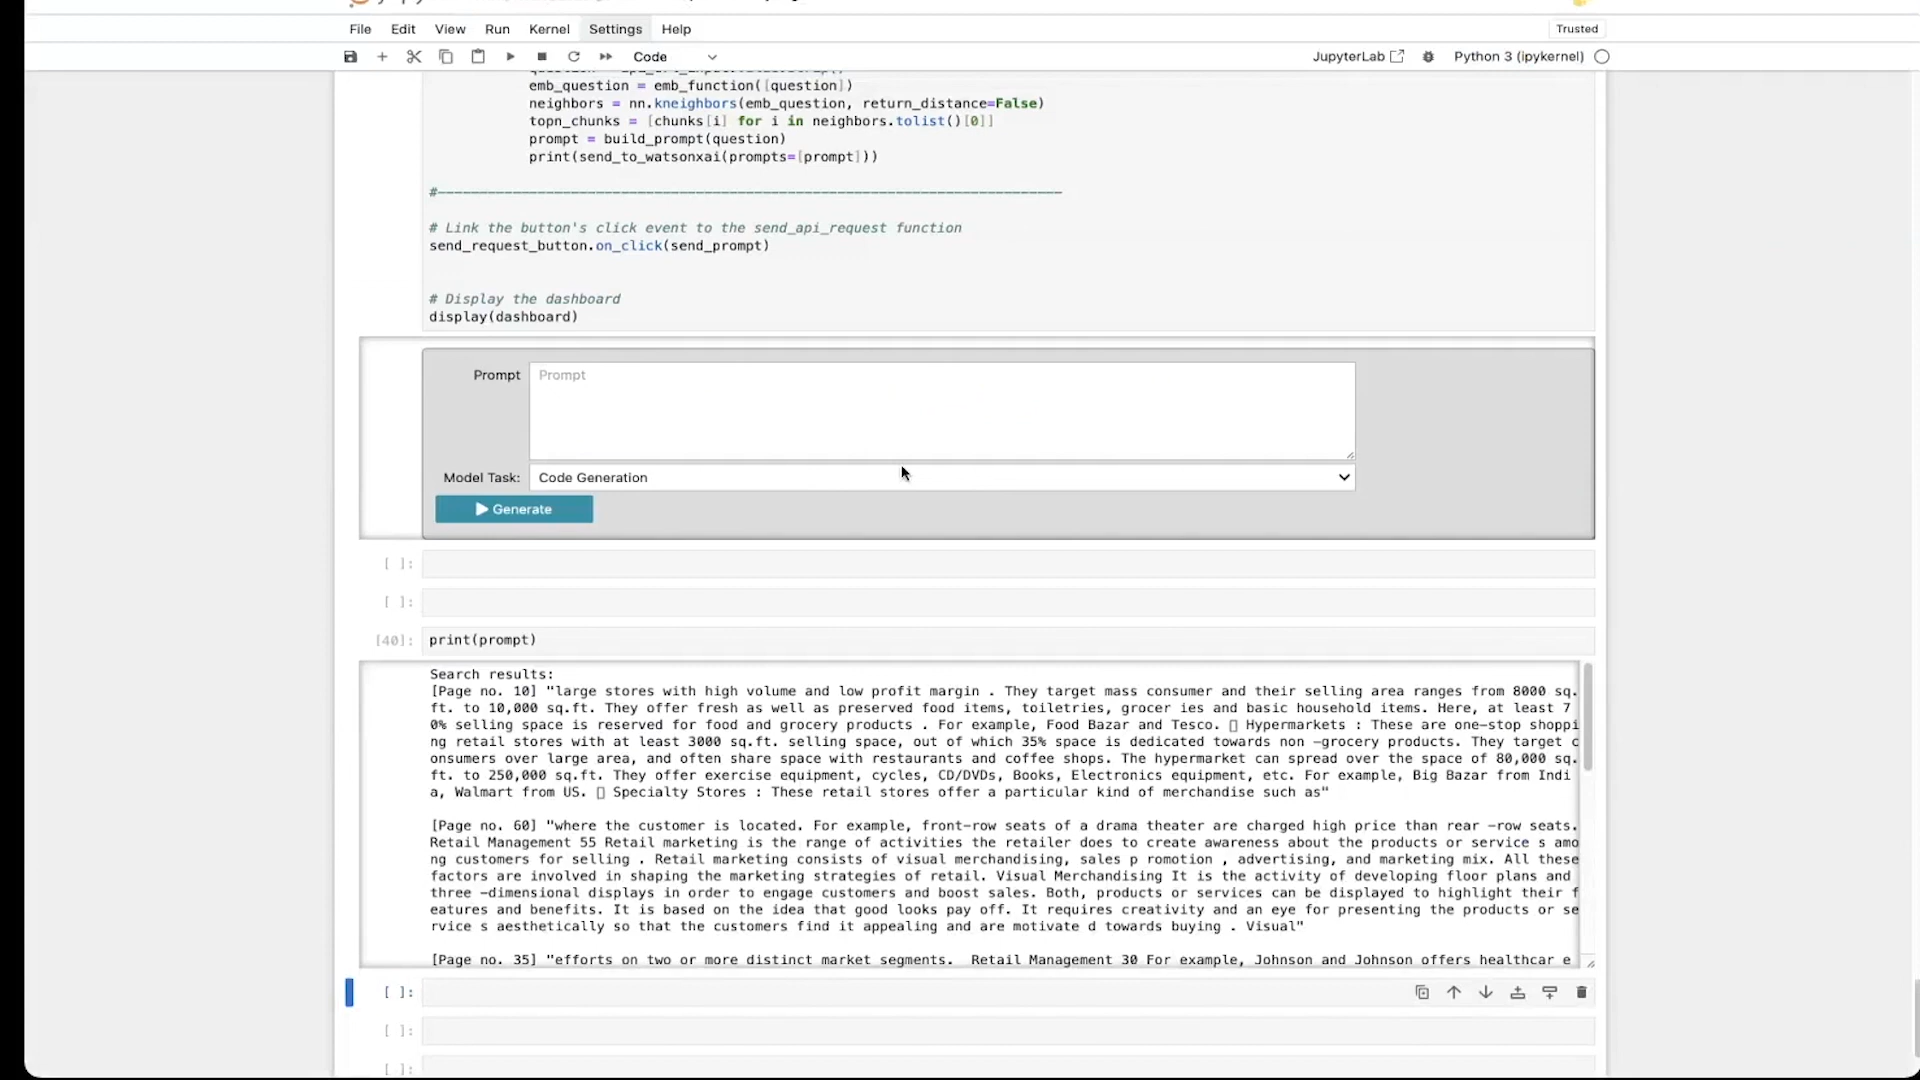 File Edit View Run Kernel Settings Help Trusted
Code JupyterLab Python 3 (ipykernel)
emb_question = emb_function([question])
neighbors = nn.kneighbors(emb_question, return_distance=False)
topn_chunks = [chunks[i] for i in neighbors.tolist()[0]]
prompt = build_prompt(question)
print(send_to_watsonxai(prompts=[prompt]))
#————————————————————————————————————————
# Link the button's click event to the send_api_request function
send_request_button.on_click(send_prompt)
# Display the dashboard
display(dashboard)
Prompt Prompt
Model Task: Code Generation
Generate
[ ]:
[ ]:
[40]: print(prompt)
Search results:
[Page no. 10] "large stores with high volume and low profit margin . They target mass consumer and their selling area ranges from 8000 sq.
ft. to 10,000 sq.ft. They offer fresh as well as preserved food items, toiletries, grocer ies and basic household items. Here, at least 7
0% selling space is reserved for food and grocery products . For example, Food Bazar and Tesco. ▯ Hypermarkets : These are one-stop shoppi
ng retail stores with at least 3000 sq.ft. selling space, out of which 35% space is dedicated towards non -grocery products. They target c
onsumers over large area, and often share space with restaurants and coffee shops. The hypermarket can spread over the space of 80,000 sq.
ft. to 250,000 sq.ft. They offer exercise equipment, cycles, CD/DVDs, Books, Electronics equipment, etc. For example, Big Bazar from Indi
a, Walmart from US. ▯ Specialty Stores : These retail stores offer a particular kind of merchandise such as"
[Page no. 60] "where the customer is located. For example, front-row seats of a drama theater are charged high price than rear -row seats.
Retail Management 55 Retail marketing is the range of activities the retailer does to create awareness about the products or service s amo
ng customers for selling . Retail marketing consists of visual merchandising, sales p romotion , advertising, and marketing mix. All these
factors are involved in shaping the marketing strategies of retail. Visual Merchandising It is the activity of developing floor plans and
three -dimensional displays in order to engage customers and boost sales. Both, products or services can be displayed to highlight their f
eatures and benefits. It is based on the idea that good looks pay off. It requires creativity and an eye for presenting the products or se
rvice s aesthetically so that the customers find it appealing and are motivate d towards buying . Visual"
[Page no. 35] "efforts on two or more distinct market segments.  Retail Management 30 For example, Johnson and Johnson offers healthcar e
[ ]:
[ ]:
[ ]: